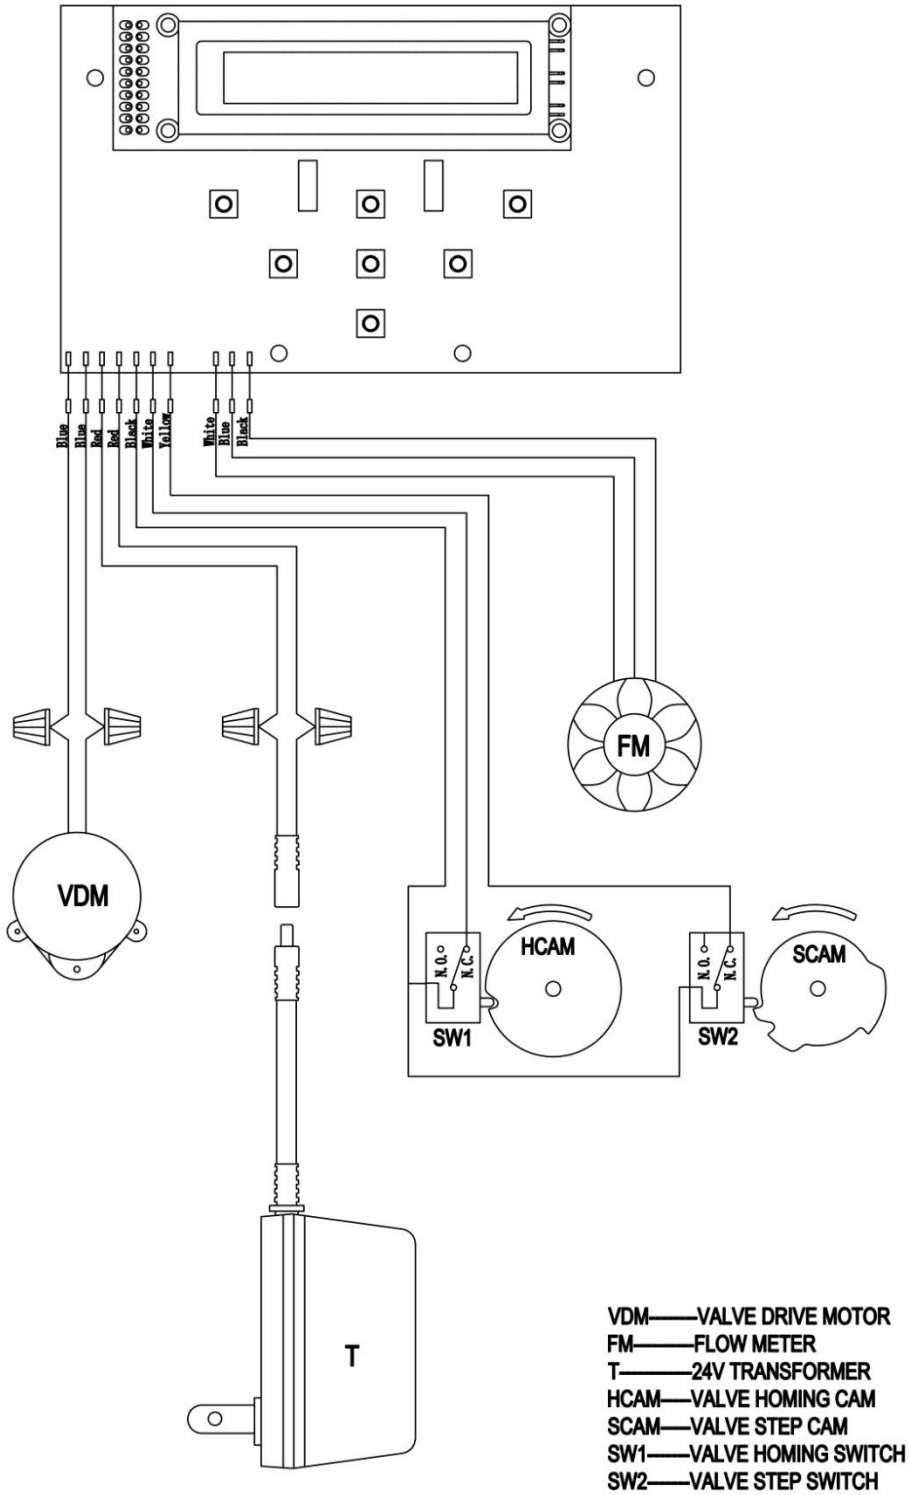 Blue
Blue
Red
Red
Black
White
Yellow
White
Blue
Black
FM
VDM
HCAM
SCAM
N.O.
N.C.
N.O.
N.C.
SW1
SW2
T
VDM——VALVE DRIVE MOTOR
FM——FLOW METER
T——24V TRANSFORMER
HCAM——VALVE HOMING CAM
SCAM——VALVE STEP CAM
SW1——VALVE HOMING SWITCH
SW2——VALVE STEP SWITCH